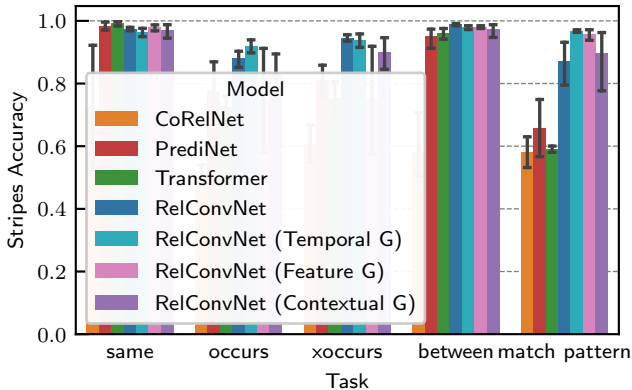 1.0
0.8
0.6
0.4
0.2
0.0
Stripes Accuracy
Model
CoRelNet
PrediNet
Transformer
RelConvNet
RelConvNet (Temporal G)
RelConvNet (Feature G)
RelConvNet (Contextual G)
same occurs xoccurs between match pattern
Task